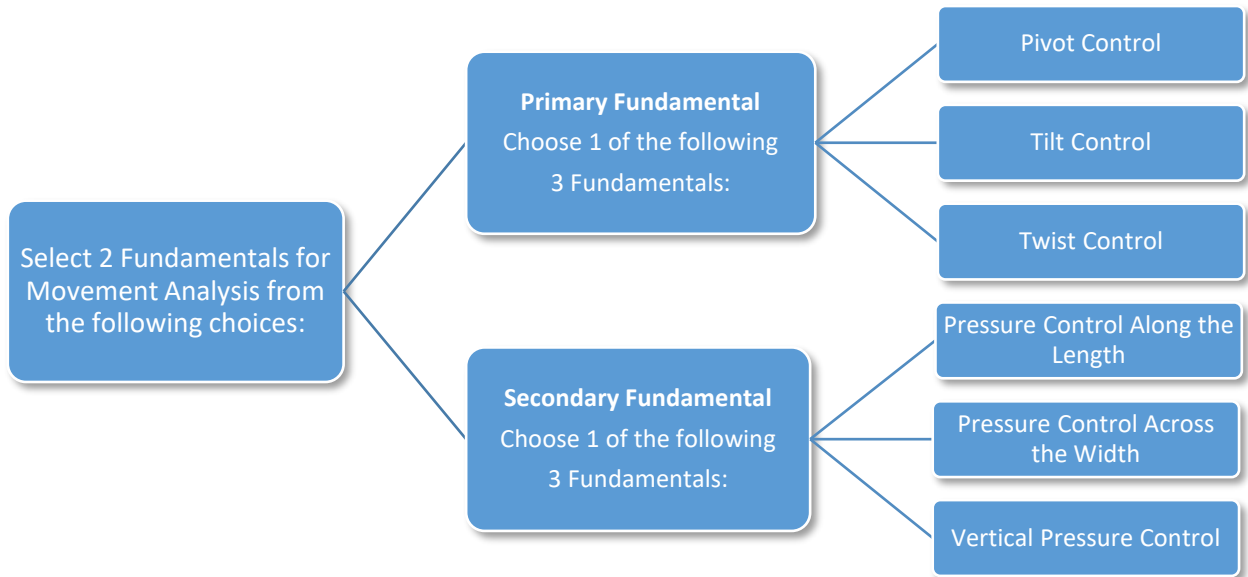 Select 2 Fundamentals for
Movement Analysis from
the following choices:
Primary Fundamental
Choose 1 of the following
3 Fundamentals:
Pivot Control
Tilt Control
Twist Control
Secondary Fundamental
Choose 1 of the following
3 Fundamentals:
Pressure Control Along the
Length
Pressure Control Across
the Width
Vertical Pressure Control